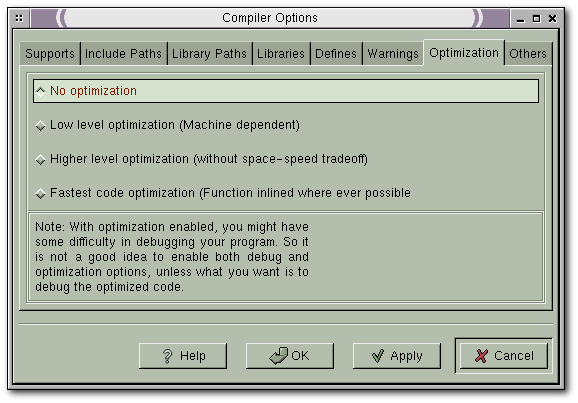 Compiler Options
Supports Include Paths Library Paths Libraries Defines Warnings Optimization Others
No optimization
Low level optimization (Machine dependent)
Higher level optimization (without space-speed tradeoff)
Fastest code optimization (Function inlined where ever possible
Note: With optimization enabled, you might have
some difficulty in debugging your program. So it
is not a good idea to enable both debug and
optimization options, unless what you want is to
debug the optimized code.
Help OK Apply Cancel